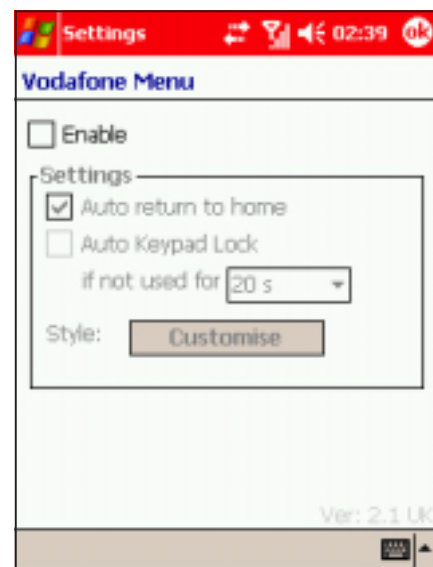 Settings 02:39 ok
Vodafone Menu
Enable
Settings
Auto return to home
Auto Keypad Lock
if not used for 20 s
Style: Customise
Ver: 2.1 UK